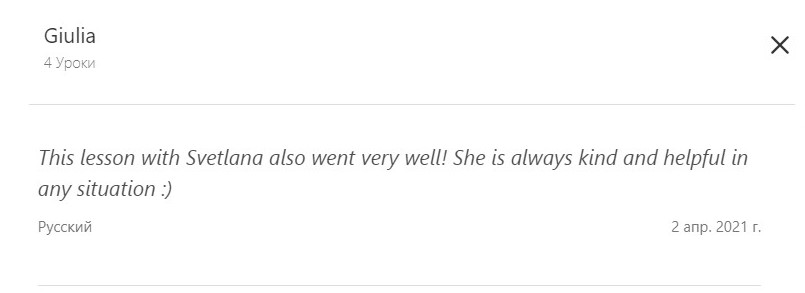 Giulia
4 Уроки
This lesson with Svetlana also went very well! She is always kind and helpful in
any situation :)
Русский
2 апр. 2021 г.